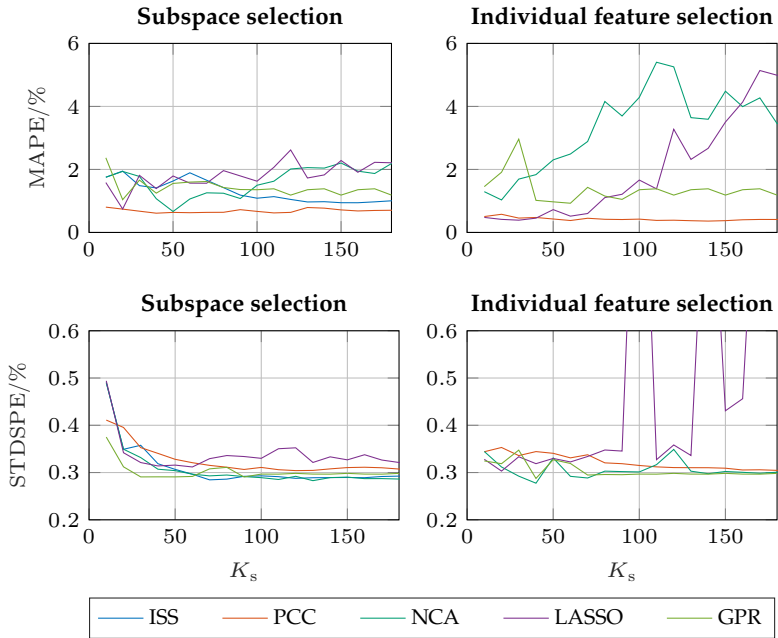 Subspace selection
Individual feature selection
MAPE/%
6
4
2
0
0
50
100
150
6
4
2
0
0
50
100
150
Subspace selection
Individual feature selection
STDSPE/%
0.6
0.5
0.4
0.3
0.2
0
50
100
150
0.6
0.5
0.4
0.3
0.2
0
50
100
150
K_s
K_s
ISS
PCC
NCA
LASSO
GPR